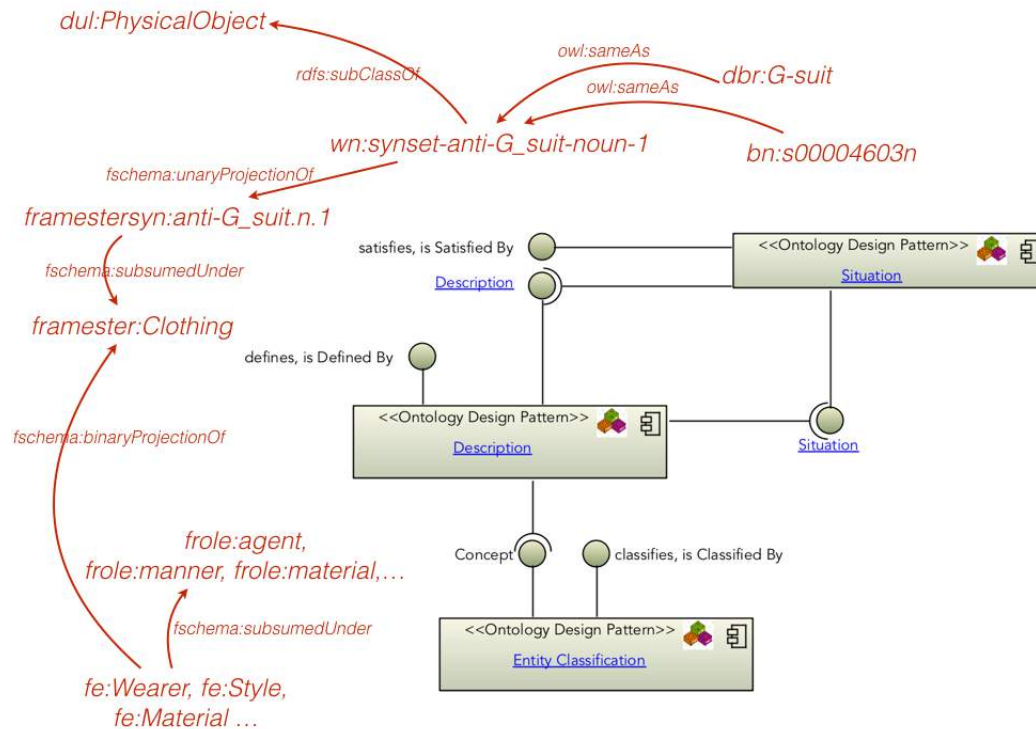 dul:PhysicalObject
owl:sameAs
rdfs:subClassOf
dbr:G-suit
owl:sameAs
wn:synset-anti-G_suit-noun-1
bn:s00004603n
fschema:unaryProjectionOf
framestersyn:anti-G_suit.n.1
satisfies, is Satisfied By
<<Ontology Design Pattern>>
fschema:subsumedUnder
Description
Situation
framester:Clothing
defines, is Defined By
<<Ontology Design Pattern>>
fschema:binaryProjectionOf
Description
Situation
frole:agent,
frole:manner, frole:material,...
Concept
classifies, is Classified By
fschema:subsumedUnder
<<Ontology Design Pattern>>
Entity Classification
fe:Wearer, fe:Style,
fe:Material ...